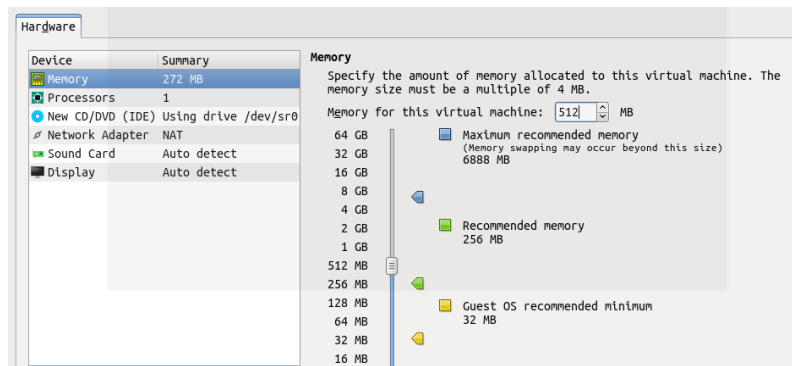 Hardware
Device Summary
Memory 272 MB
Processors 1
New CD/DVD (IDE) Using drive /dev/sr0
Network Adapter NAT
Sound Card Auto detect
Display Auto detect
Memory
Specify the amount of memory allocated to this virtual machine. The
memory size must be a multiple of 4 MB.
Memory for this virtual machine: 512 MB
64 GB
32 GB
16 GB
8 GB
4 GB
2 GB
1 GB
512 MB
256 MB
128 MB
64 MB
32 MB
16 MB
Maximum recommended memory
(Memory swapping may occur beyond this size)
6888 MB
Recommended memory
256 MB
Guest OS recommended minimum
32 MB